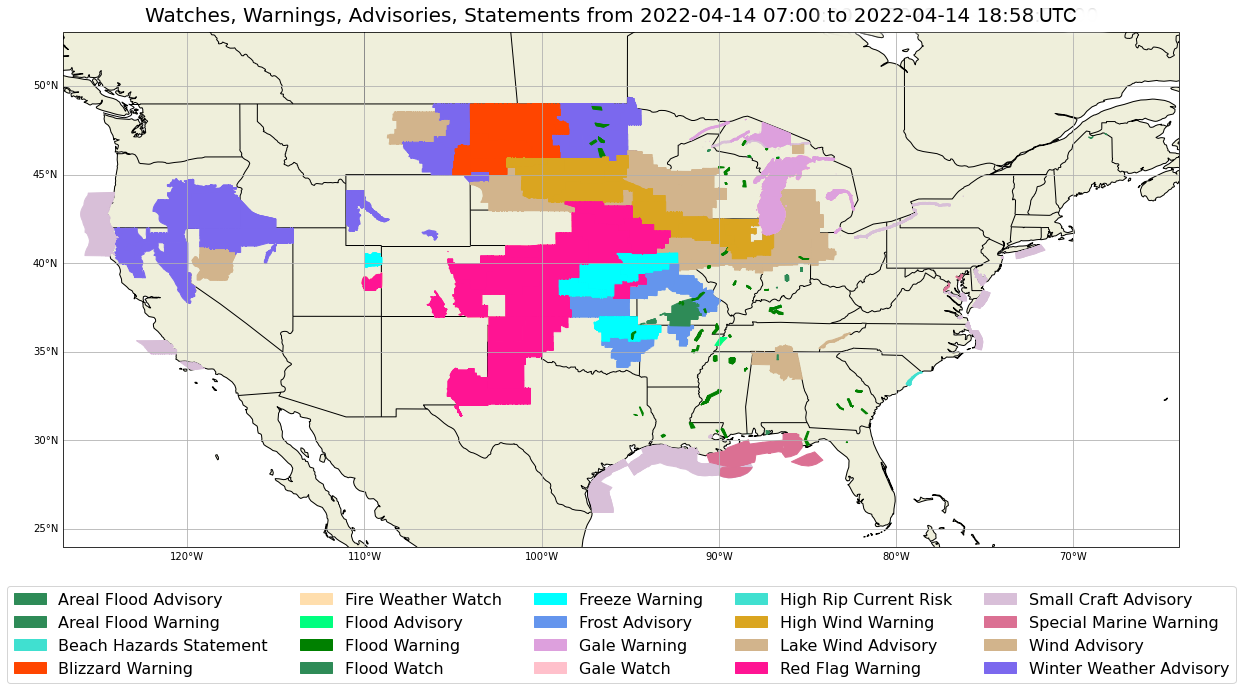 Watches, Warnings, Advisories, Statements from 2022-04-14 07:00 to 2022-04-14 18:58 UTC
50°N
45°N
40°N
35°N
30°N
25°N
120°W 110°W 100°W 90°W 80°W 70°W
Areal Flood Advisory Fire Weather Watch Freeze Warning High Rip Current Risk Small Craft Advisory
Areal Flood Warning Flood Advisory Frost Advisory High Wind Warning Special Marine Warning
Beach Hazards Statement Flood Warning Gale Warning Lake Wind Advisory Wind Advisory
Blizzard Warning Flood Watch Gale Watch Red Flag Warning Winter Weather Advisory